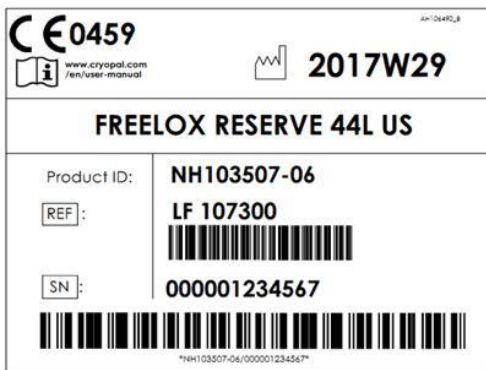 CE0459
AH106490_B
www.cryopal.com
/en/user-manual
i
2017W29
FREELOX RESERVE 44L US
Product ID: NH103507-06
REF : LF 107300
SN : 000001234567
*NH103507-06/000001234567*